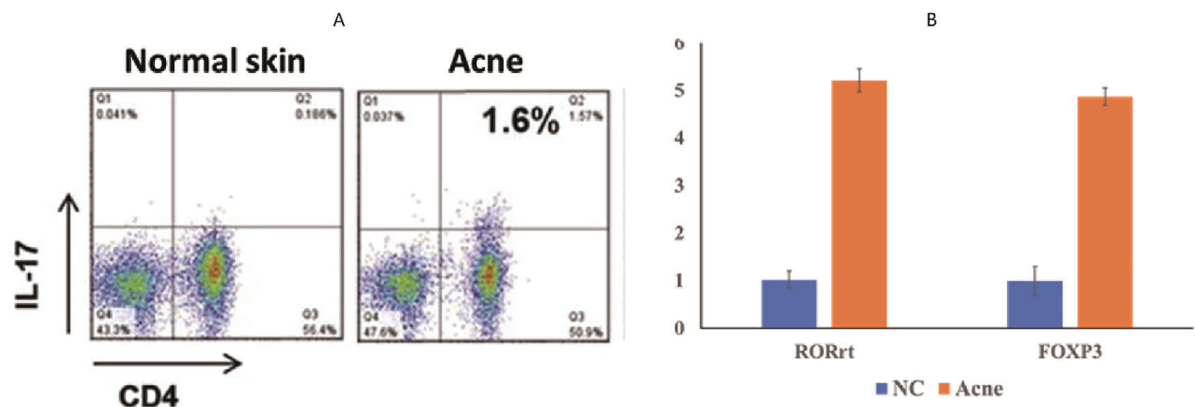 A
Normal skin
Acne
Q1
0.041%
Q2
0.186%
Q4
43.3%
Q3
56.4%
Q1
0.037%
1.6%
Q2
1.57%
Q4
47.6%
Q3
50.9%
IL-17
CD4
B
6
5
4
3
2
1
0
RORrt
FOXP3
NC
Acne